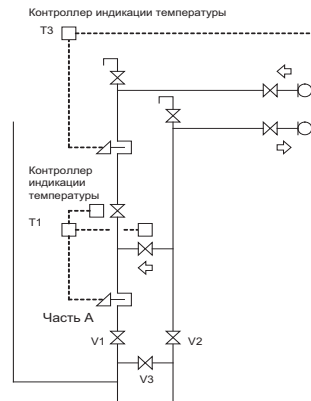 Контроллер индикации температуры
T3
Контроллер
индикации
температуры
T1
Часть A
V1
V2
V3